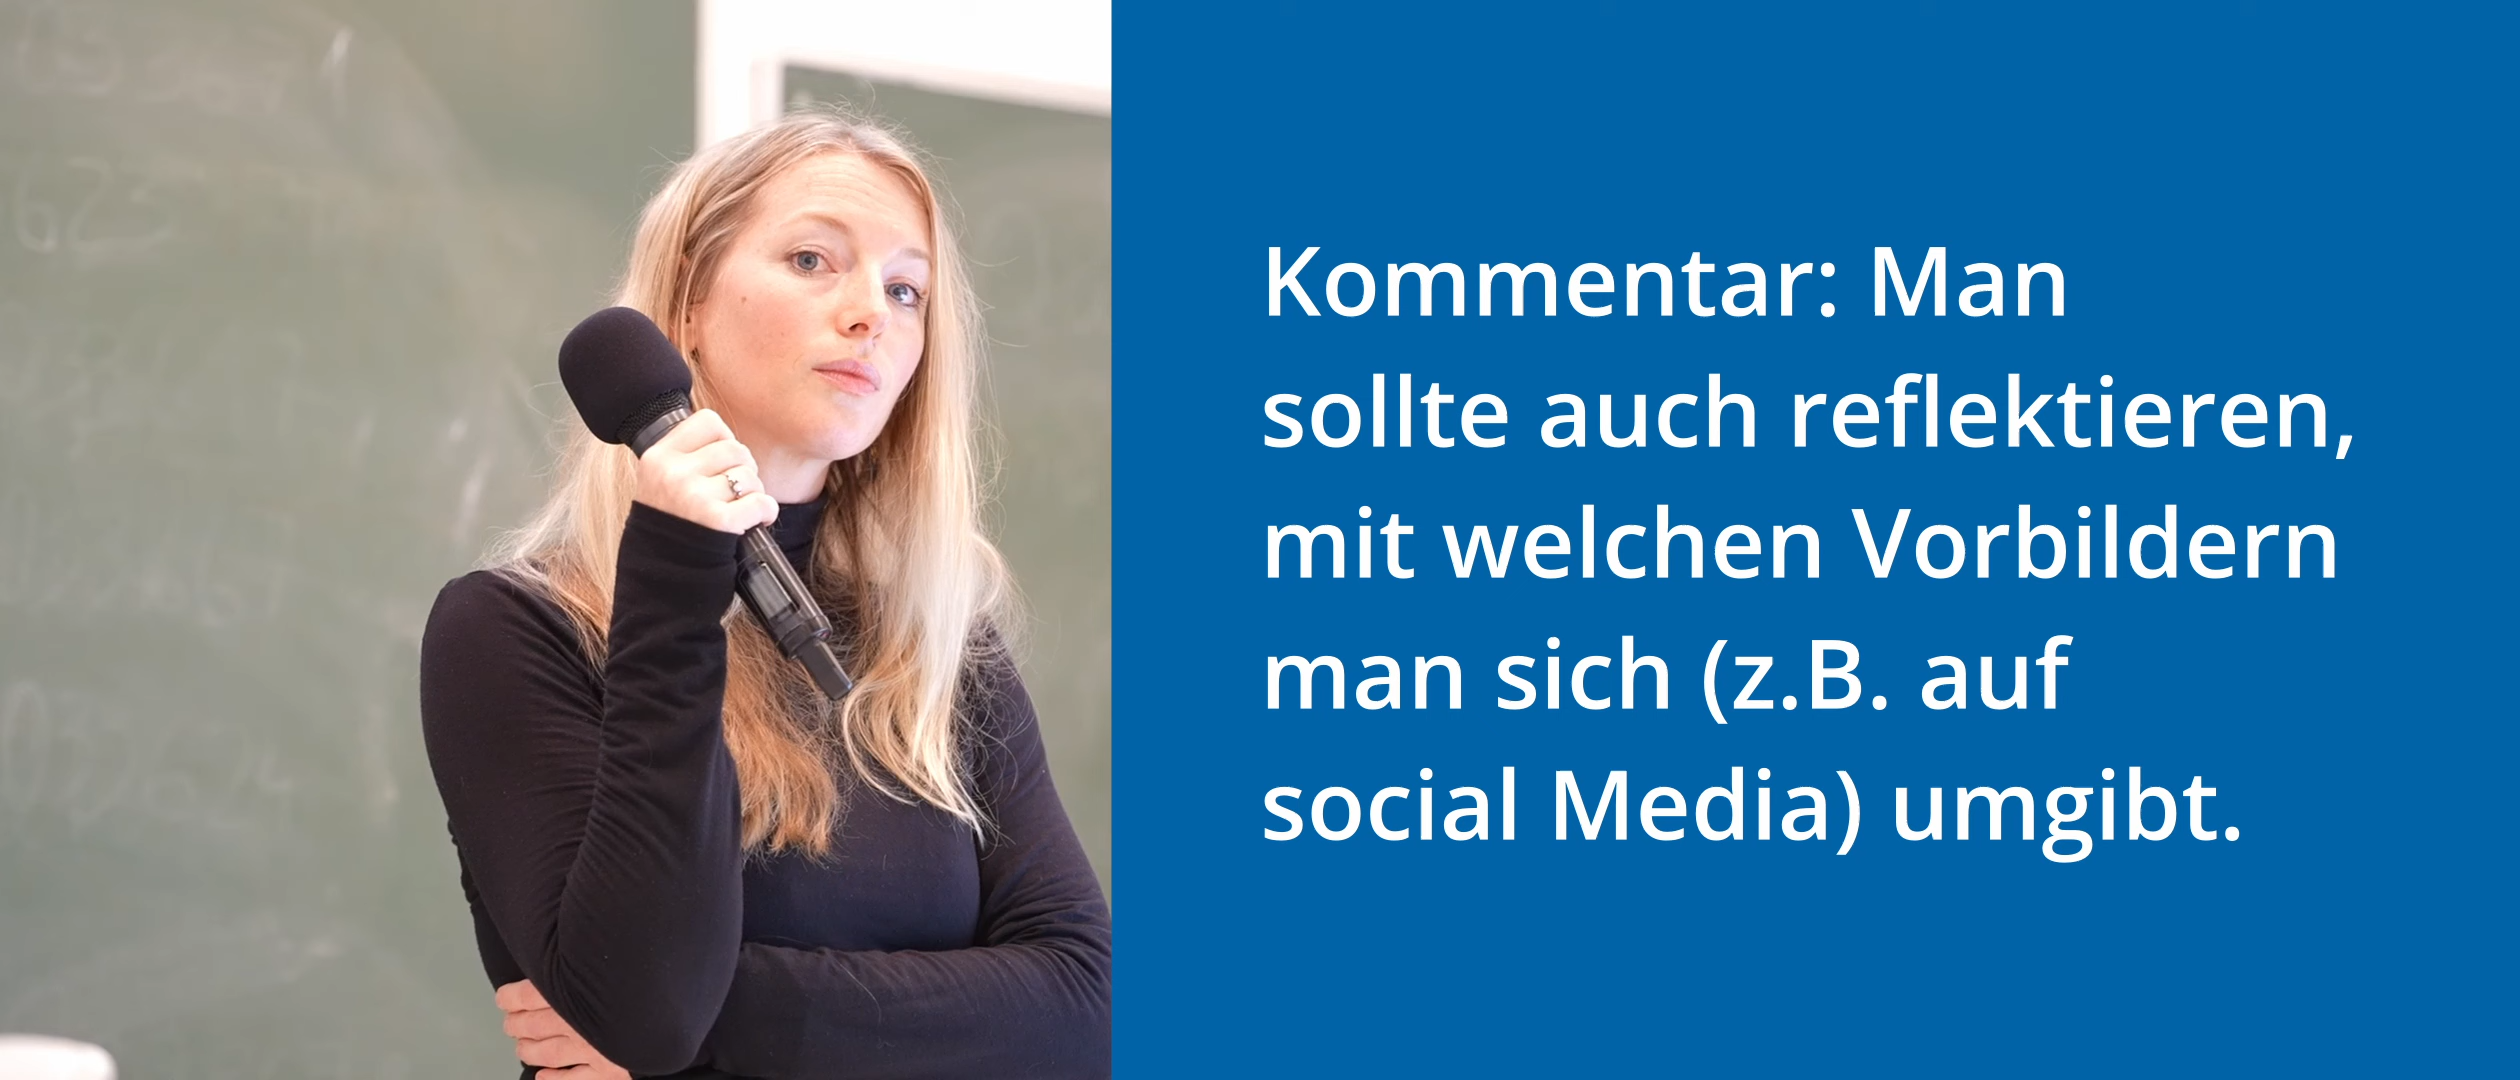 Kommentar: Man
sollte auch reflektieren,
mit welchen Vorbildern
man sich (z.B. auf
social Media) umgibt.